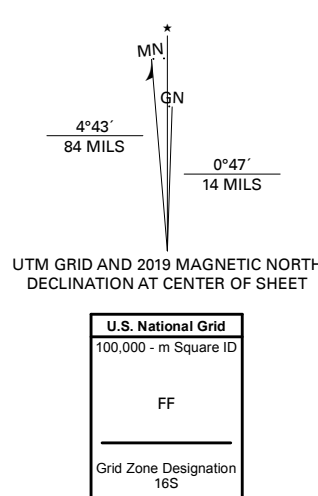 ★
MN
GN
4°43´
84 MILS
0°47´
14 MILS
UTM GRID AND 2019 MAGNETIC NORTH
DECLINATION AT CENTER OF SHEET
U.S. National Grid
100,000 - m Square ID
FF
Grid Zone Designation
16S